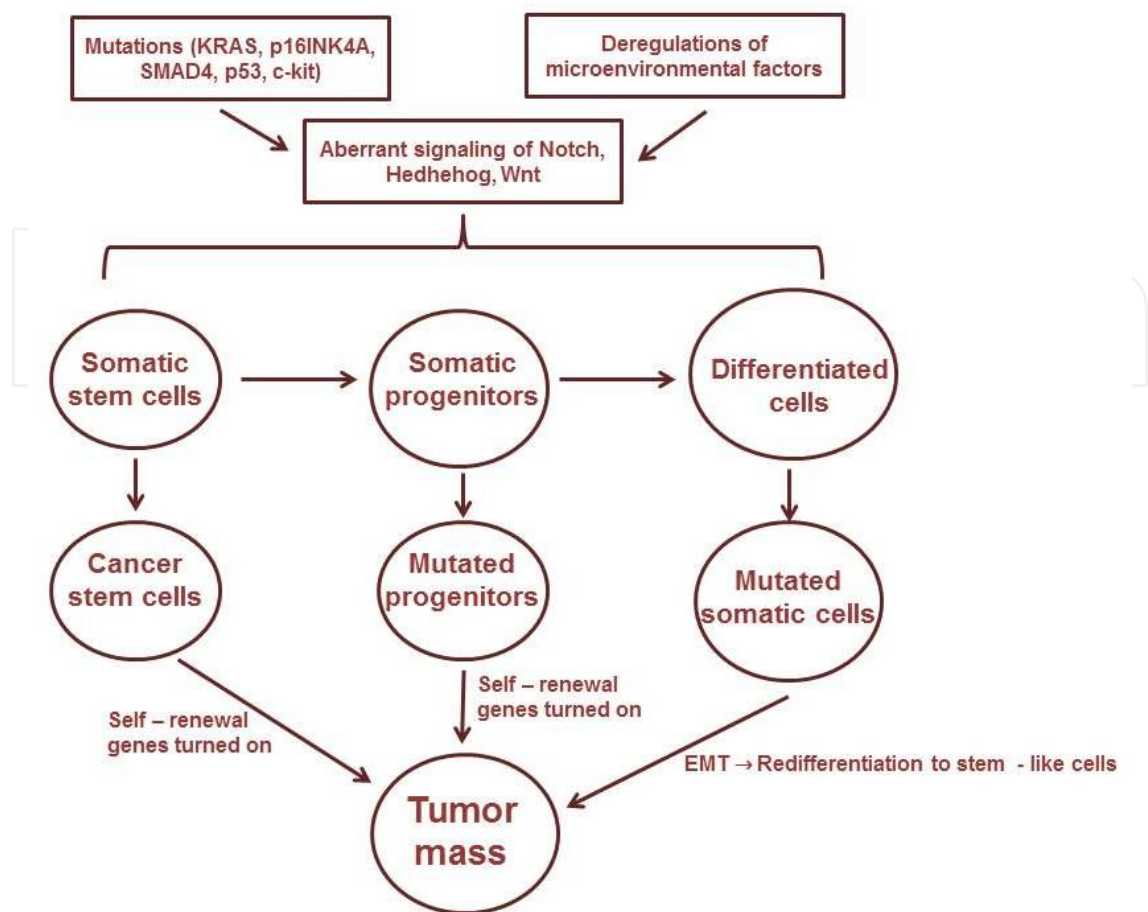 Mutations (KRAS, p16INK4A,
SMAD4, p53, c-kit)
Deregulations of
microenvironmental factors
Aberrant signaling of Notch,
Hedhehog, Wnt
Somatic
stem cells
Somatic
progenitors
Differentiated
cells
Cancer
stem cells
Mutated
progenitors
Mutated
somatic cells
Self – renewal
genes turned on
Self – renewal
genes turned on
EMT → Redifferentiation to stem - like cells
Tumor
mass